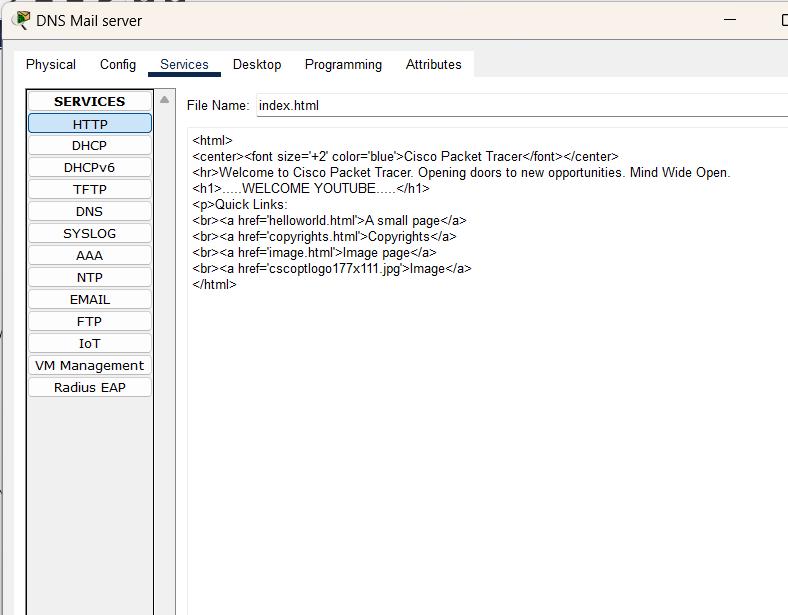 DNS Mail server
Physical Config Services Desktop Programming Attributes
SERVICES
HTTP
DHCP
DHCPv6
TFTP
DNS
SYSLOG
AAA
NTP
EMAIL
FTP
IoT
VM Management
Radius EAP
File Name: index.html
<html>
<center><font size='+2' color='blue'>Cisco Packet Tracer</font></center>
<hr>Welcome to Cisco Packet Tracer. Opening doors to new opportunities. Mind Wide Open.
<h1>.....WELCOME YOUTUBE.....</h1>
<p>Quick Links:
<br><a href='helloworld.html'>A small page</a>
<br><a href='copyrights.html'>Copyrights</a>
<br><a href='image.html'>Image page</a>
<br><a href='cscoptlogo177x111.jpg'>Image</a>
</html>